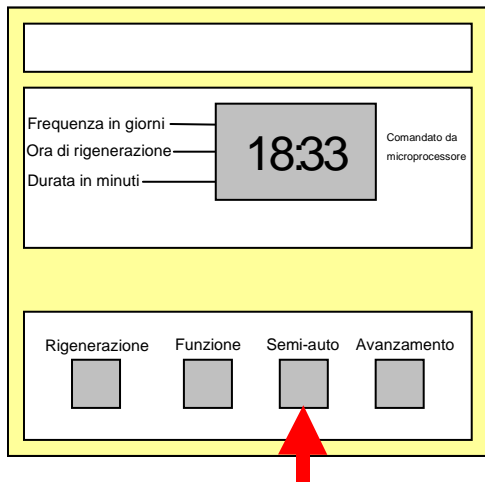 Frequenza in giorni
Ora di rigenerazione
Durata in minuti
18:33
Comandato da
microprocessore
Rigenerazione Funzione Semi-auto Avanzamento